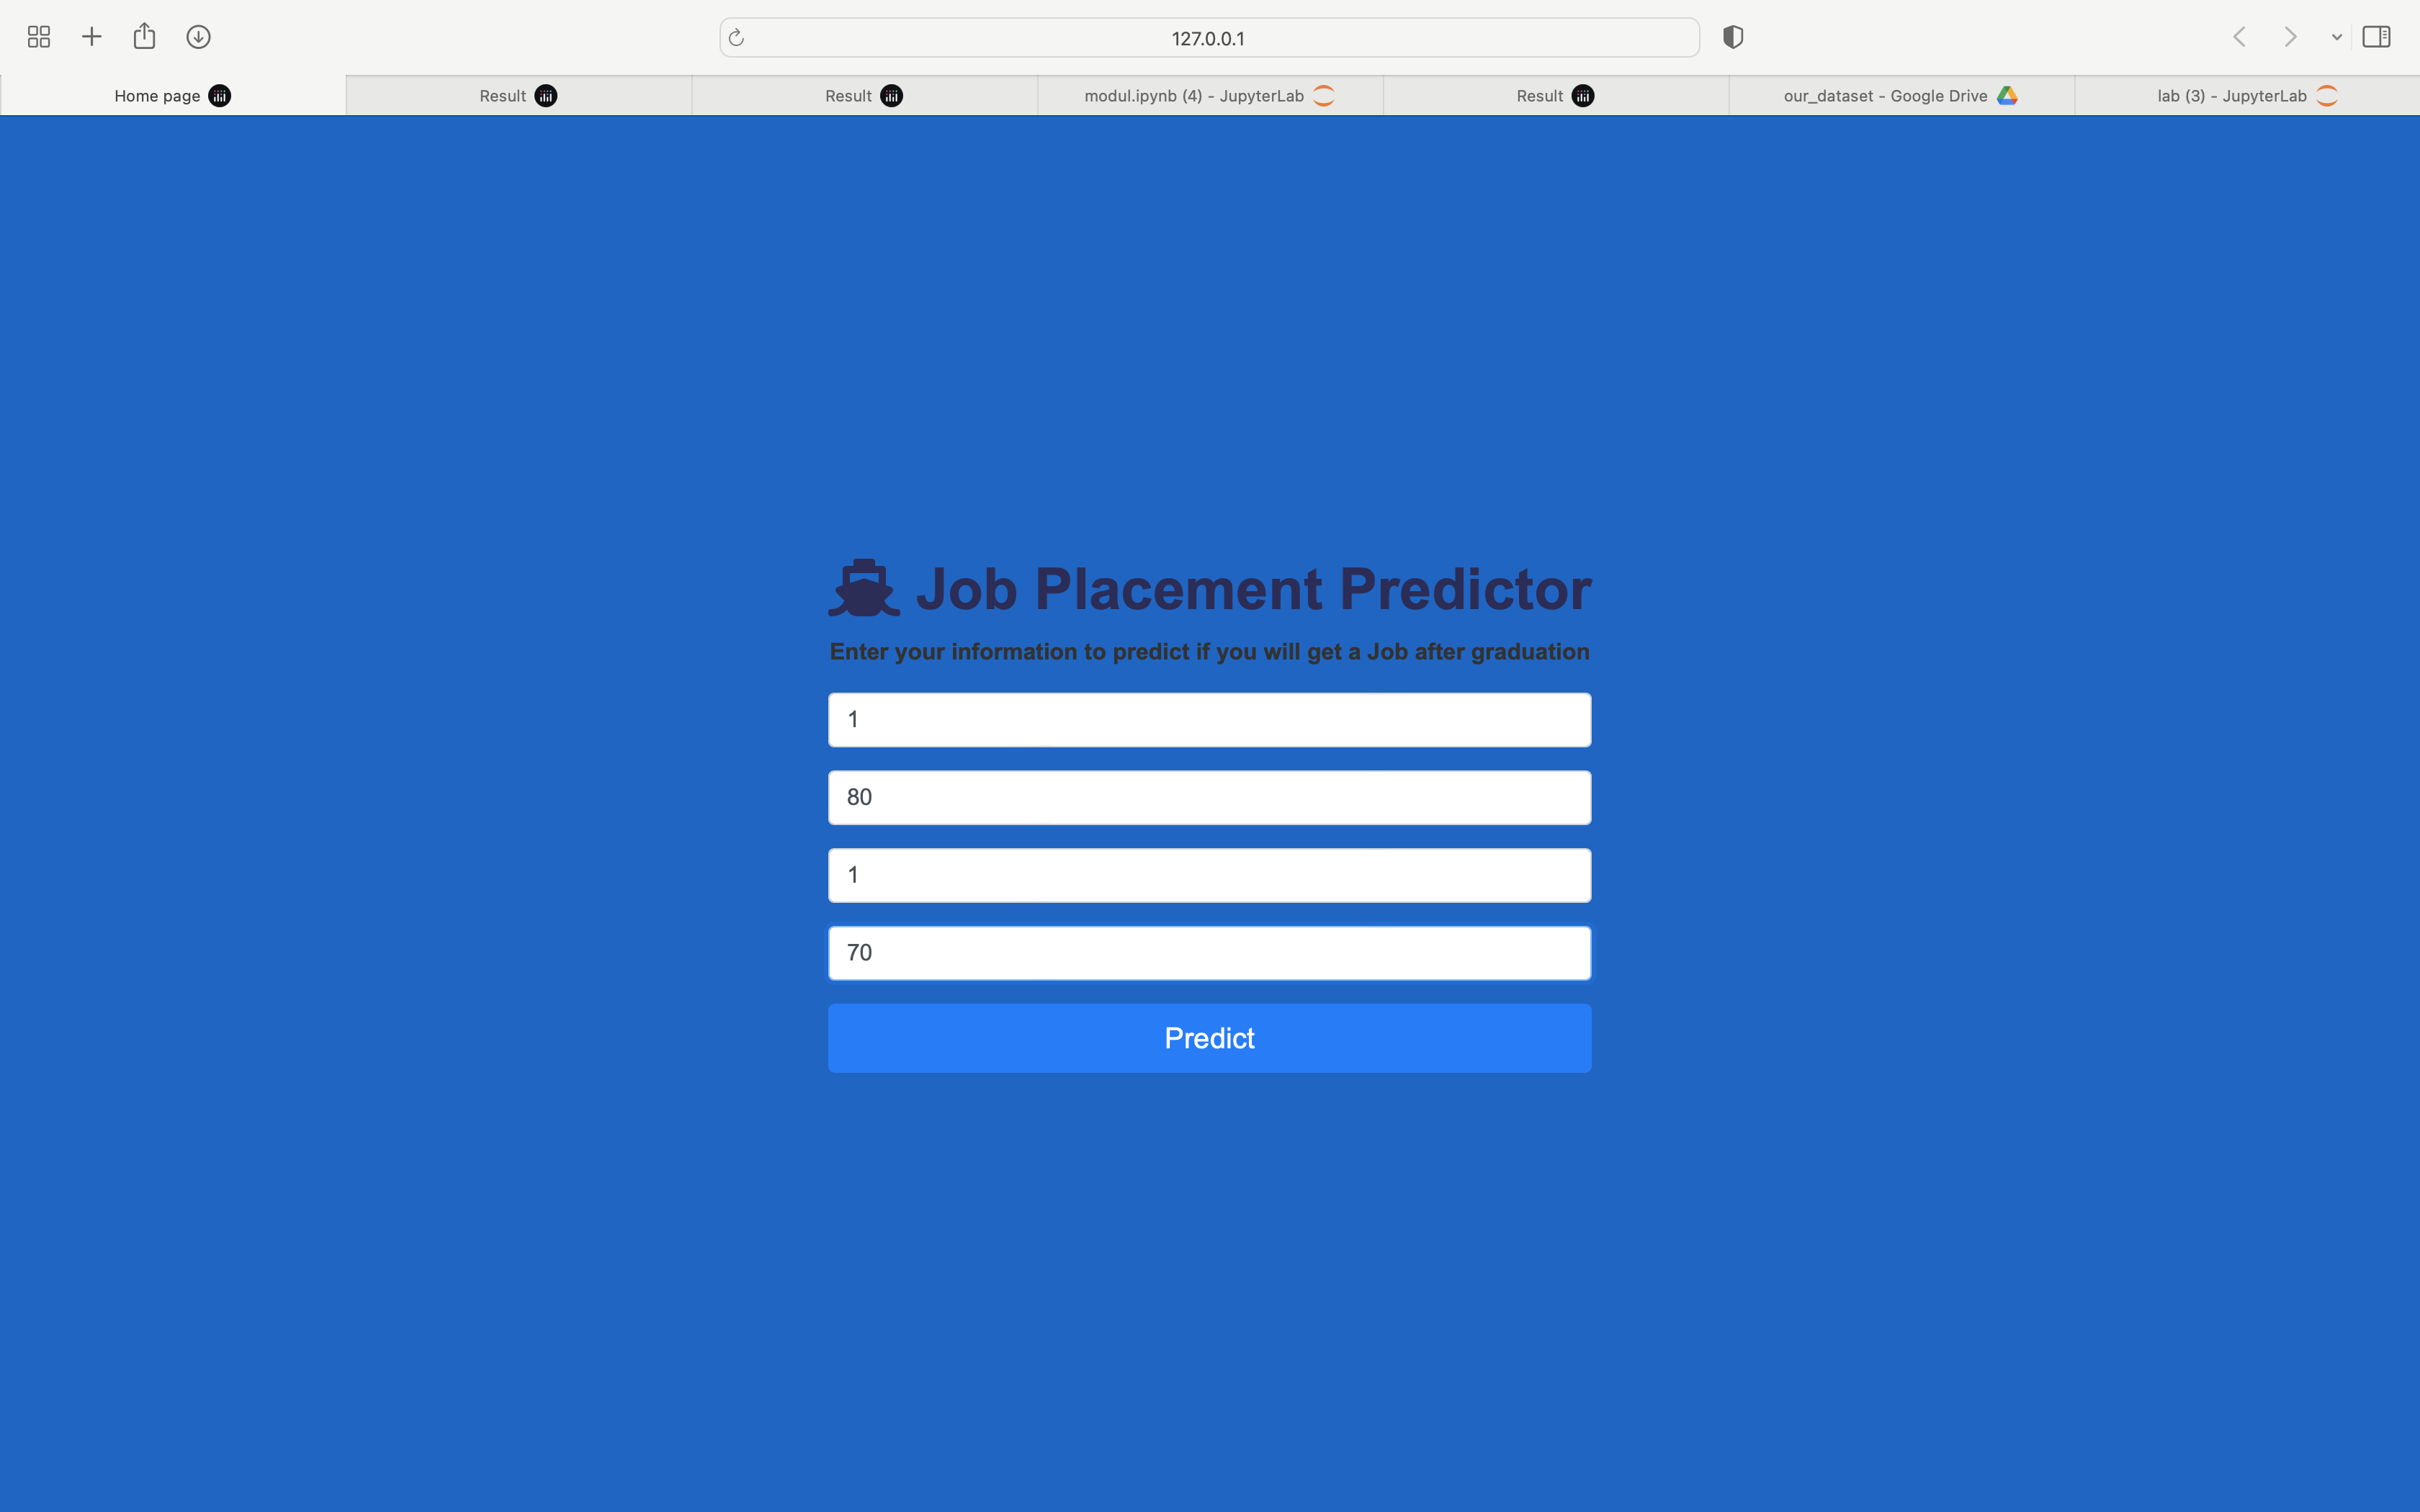 127.0.0.1
Home page
Result
Result
modul.ipynb (4) - JupyterLab
Result
our_dataset - Google Drive
lab (3) - JupyterLab
Job Placement Predictor
Enter your information to predict if you will get a Job after graduation
1
80
1
70
Predict